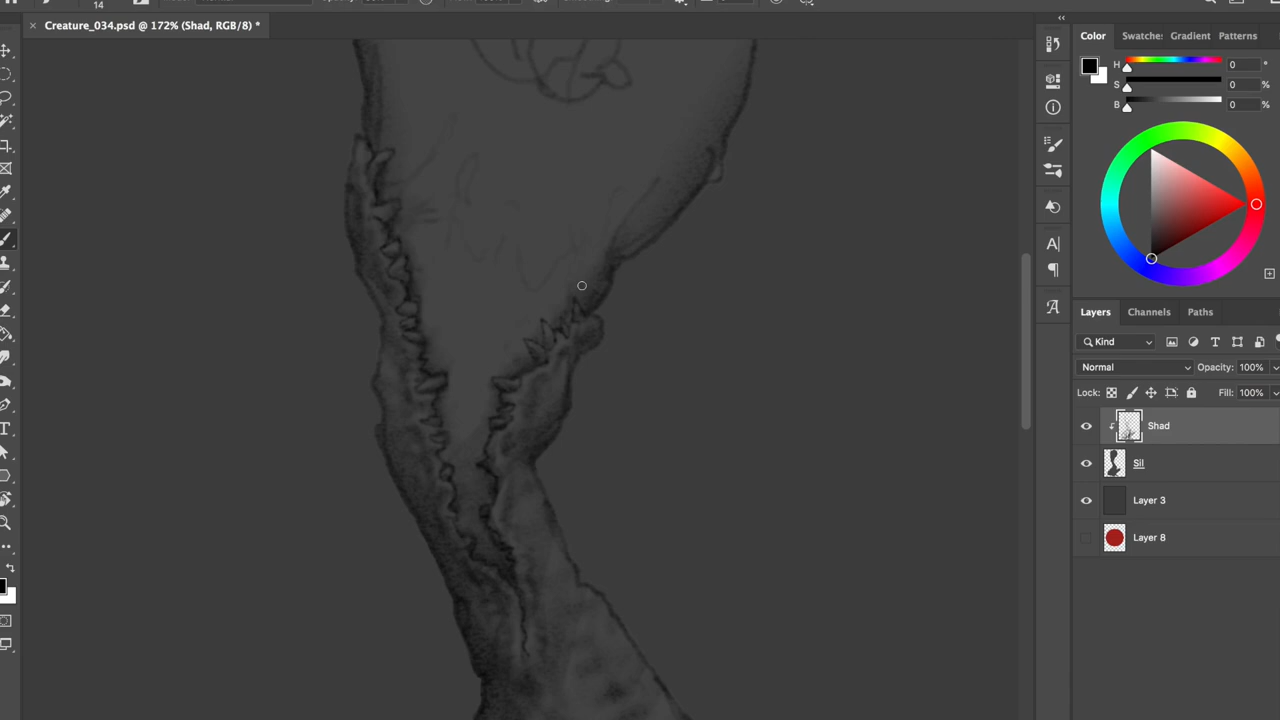 14
× Creature_034.psd @ 172% (Shad, RGB/8) *
Color Swatche: Gradient Patterns
H 0 °
S 0 %
B 0 %
Layers Channels Paths
Kind
Normal Opacity: 100%
Lock: Fill: 100%
Shad
Sil
Layer 3
Layer 8